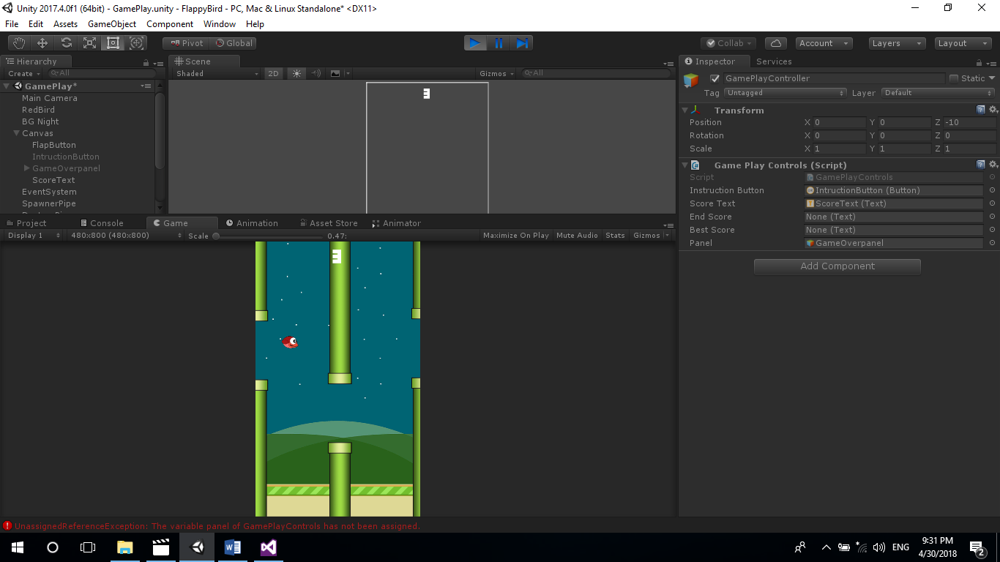 Unity 2017.4.0f1 (64bit) - GamePlay.unity - FlappyBird - PC, Mac & Linux Standalone* <DX11>
File Edit Assets GameObject Component Window Help
Pivot Global Collab Account Layers Layout
Hierarchy
Create All
GamePlay*
Main Camera
RedBird
BG Night
Canvas
FlapButton
IntructionButton
GameOverpanel
ScoreText
EventSystem
SpawnerPipe
Scene
Shaded 2D Gizmos All
3
Inspector Services
GamePlayController Static
Tag Untagged Layer Default
Transform
Position X 0 Y 0 Z -10
Rotation X 0 Y 0 Z 0
Scale X 1 Y 1 Z 1
Game Play Controls (Script)
Script GamePlayControls
Instruction Button IntructionButton (Button)
Score Text ScoreText (Text)
End Score None (Text)
Best Score None (Text)
Panel GameOverpanel
Add Component
Project Console Game Animation Asset Store Animator
Display 1 480x800 (480x800) Scale 0.47: Maximize On Play Mute Audio Stats Gizmos
3
UnassignedReferenceException: The variable panel of GamePlayControls has not been assigned.
ENG
9:31 PM
4/30/2018
2